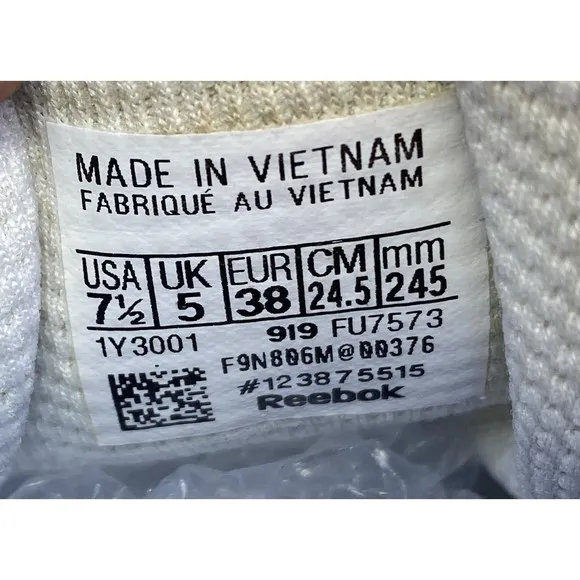 MADE IN VIETNAM
FABRIQUÉ AU VIETNAM
USA UK EUR CM mm
7½ 5 38 24.5 245
1Y3001 919 FU7573
F9N806M@00376
#123875515
Reebok